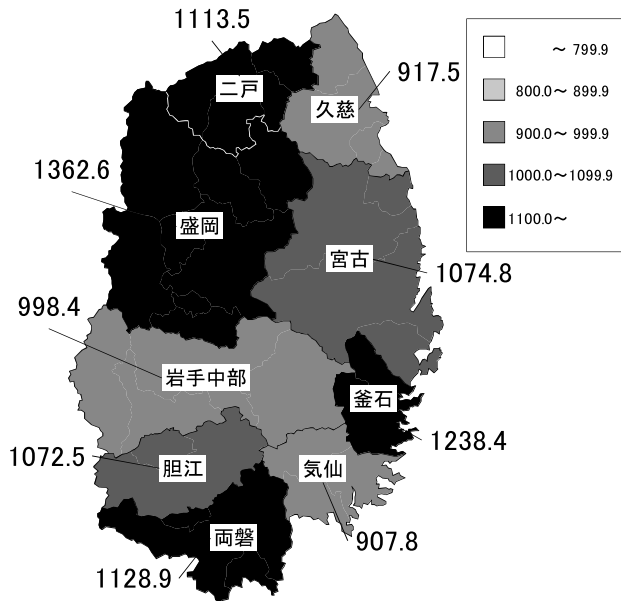 1113.5
二戸
917.5
久慈
1362.6
盛岡
宮古
1074.8
998.4
岩手中部
釜石
1238.4
1072.5
胆江
気仙
両磐
907.8
1128.9
～ 799.9
800.0～ 899.9
900.0～ 999.9
1000.0～1099.9
1100.0～